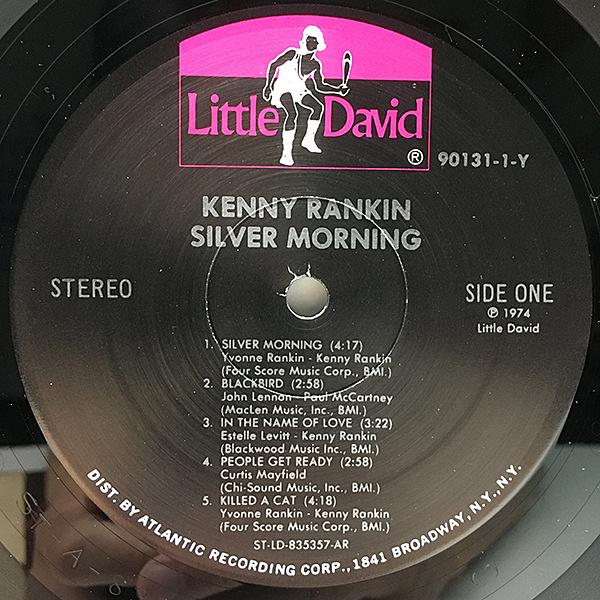 Little David
®
90131-1-Y
KENNY RANKIN
SILVER MORNING
STEREO
SIDE ONE
℗ 1974
Little David
1. SILVER MORNING (4:17)
Yvonne Rankin - Kenny Rankin
(Four Score Music Corp., BMI.)
2. BLACKBIRD (2:58)
John Lennon - Paul McCartney
(MacLen Music, Inc., BMI.)
3. IN THE NAME OF LOVE (3:22)
Estelle Levitt - Kenny Rankin
(Blackwood Music Inc., BMI.)
4. PEOPLE GET READY (2:58)
Curtis Mayfield
(Chi-Sound Music, Inc., BMI.)
5. KILLED A CAT (4:18)
Yvonne Rankin - Kenny Rankin
(Four Score Music Corp., BMI.)
ST-LD-835357-AR
DIST. BY ATLANTIC RECORDING CORP., 1841 BROADWAY, N.Y., N.Y.